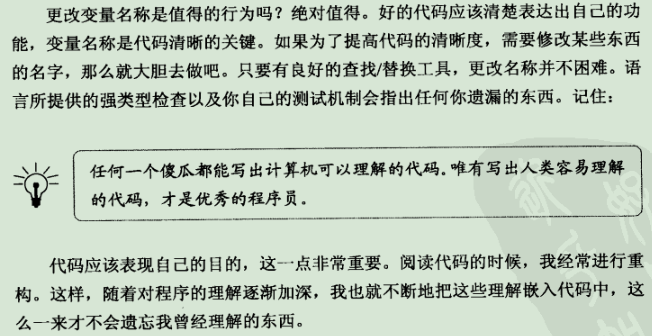 更改变量名称是值得的行为吗？绝对值得。好的代码应该清楚表达出自己的功
能，变量名称是代码清晰的关键。如果为了提高代码的清晰度，需要修改某些东西
的名字，那么就大胆去做吧。只要有良好的查找/替换工具，更改名称并不困难。语
言所提供的强类型检查以及你自己的测试机制会指出任何你遗漏的东西。记住：
任何一个傻瓜都能写出计算机可以理解的代码。唯有写出人类容易理解
的代码，才是优秀的程序员。
代码应该表现自己的目的，这一点非常重要。阅读代码的时候，我经常进行重
构。这样，随着对程序的理解逐渐加深，我也就不断地把这些理解嵌入代码中，这
么一来才不会遗忘我曾经理解的东西。